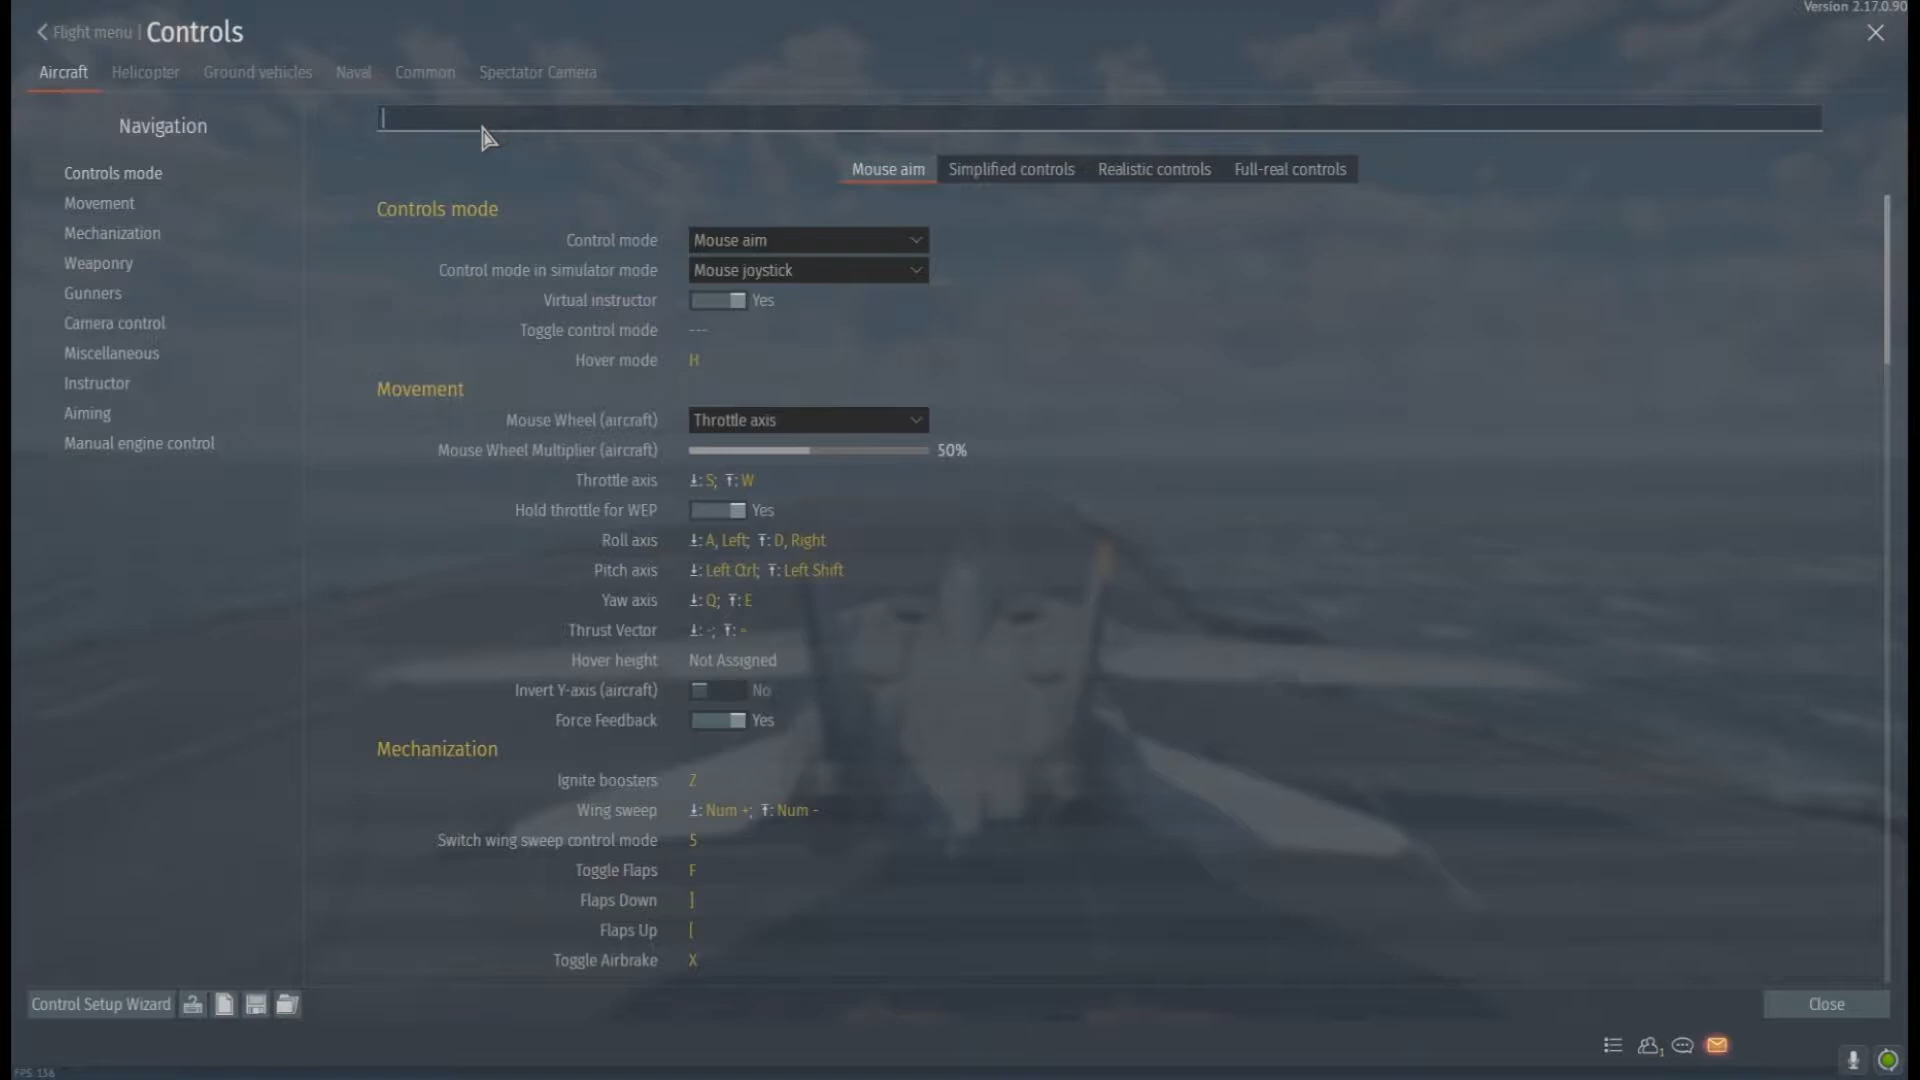 Version 2.17.0.90
Flight menu | Controls
Aircraft Helicopter Ground vehicles Naval Common Spectator Camera
Navigation
Controls mode
Movement
Mechanization
Weaponry
Gunners
Camera control
Miscellaneous
Instructor
Aiming
Manual engine control
Mouse aim Simplified controls Realistic controls Full-real controls
Controls mode
Control mode Mouse aim
Control mode in simulator mode Mouse joystick
Virtual instructor Yes
Toggle control mode ---
Hover mode H
Movement
Mouse Wheel (aircraft) Throttle axis
Mouse Wheel Multiplier (aircraft) 50%
Throttle axis ↧: S; ↥: W
Hold throttle for WEP Yes
Roll axis ↧: A, Left; ↥: D, Right
Pitch axis ↧: Left Ctrl; ↥: Left Shift
Yaw axis ↧: Q; ↥: E
Thrust Vector ↧: -; ↥: =
Hover height Not Assigned
Invert Y-axis (aircraft) No
Force Feedback Yes
Mechanization
Ignite boosters Z
Wing sweep ↧: Num +; ↥: Num -
Switch wing sweep control mode 5
Toggle Flaps F
Flaps Down ]
Flaps Up [
Toggle Airbrake X
Control Setup Wizard
Close
1
FPS: 136